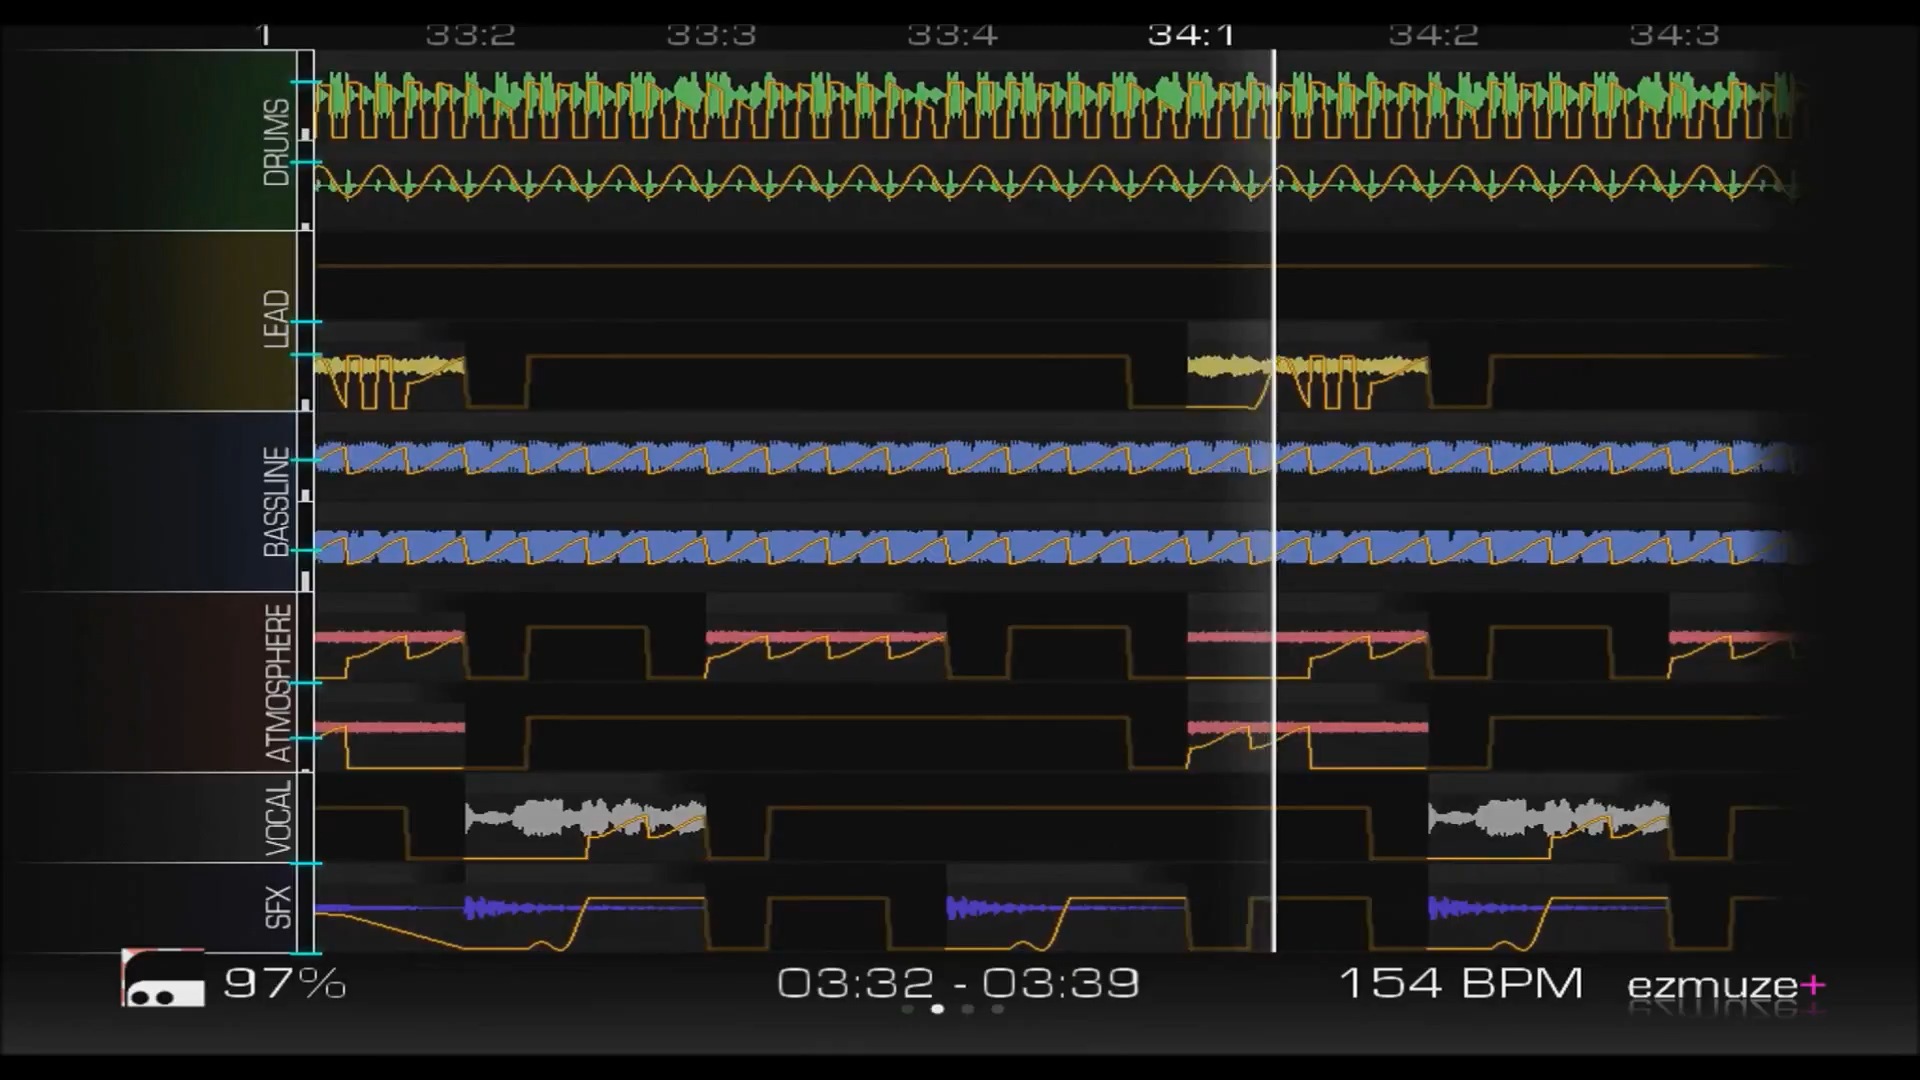 1 33:2 33:3 33:4 34:1 34:2 34:3
DRUMS
LEAD
BASSLINE
ATMOSPHERE
VOCAL
SFX
97% 03:32 - 03:39 154 BPM ezmuze+